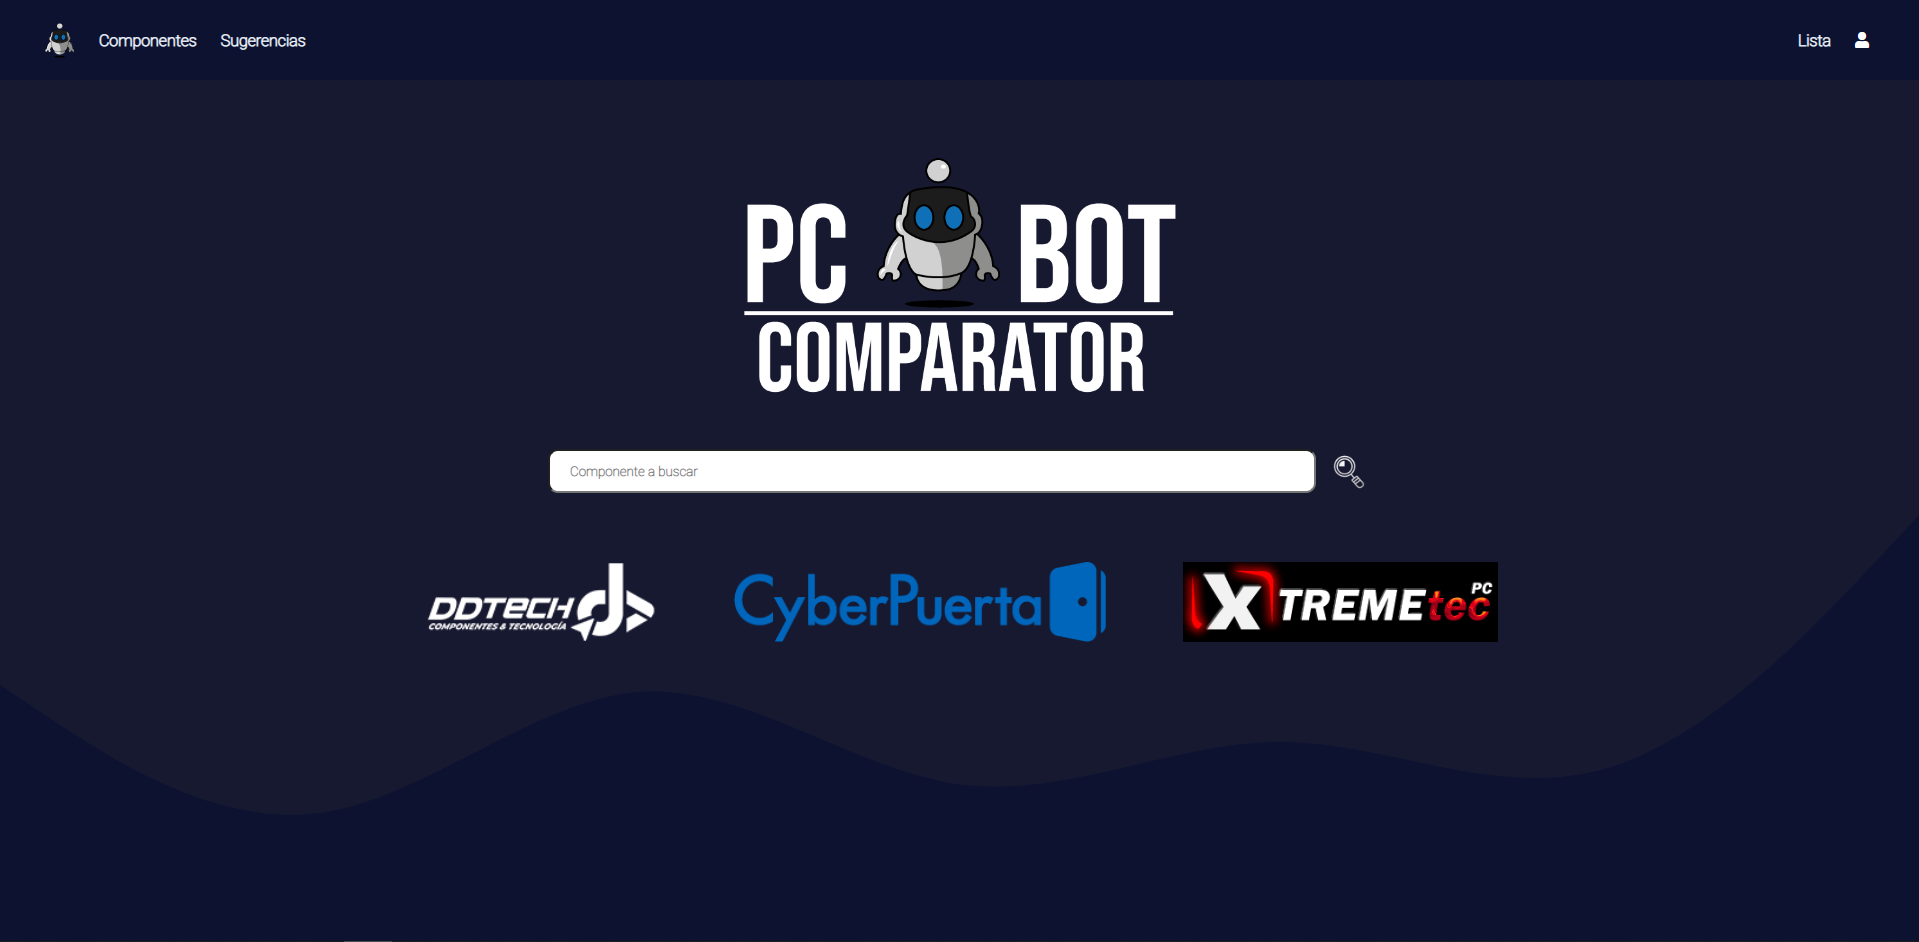 Componentes Sugerencias Lista
PC BOT
COMPARATOR
Componente a buscar
DDTECH
COMPONENTES & TECNOLOGÍA
CyberPuerta
XTREMEtec PC